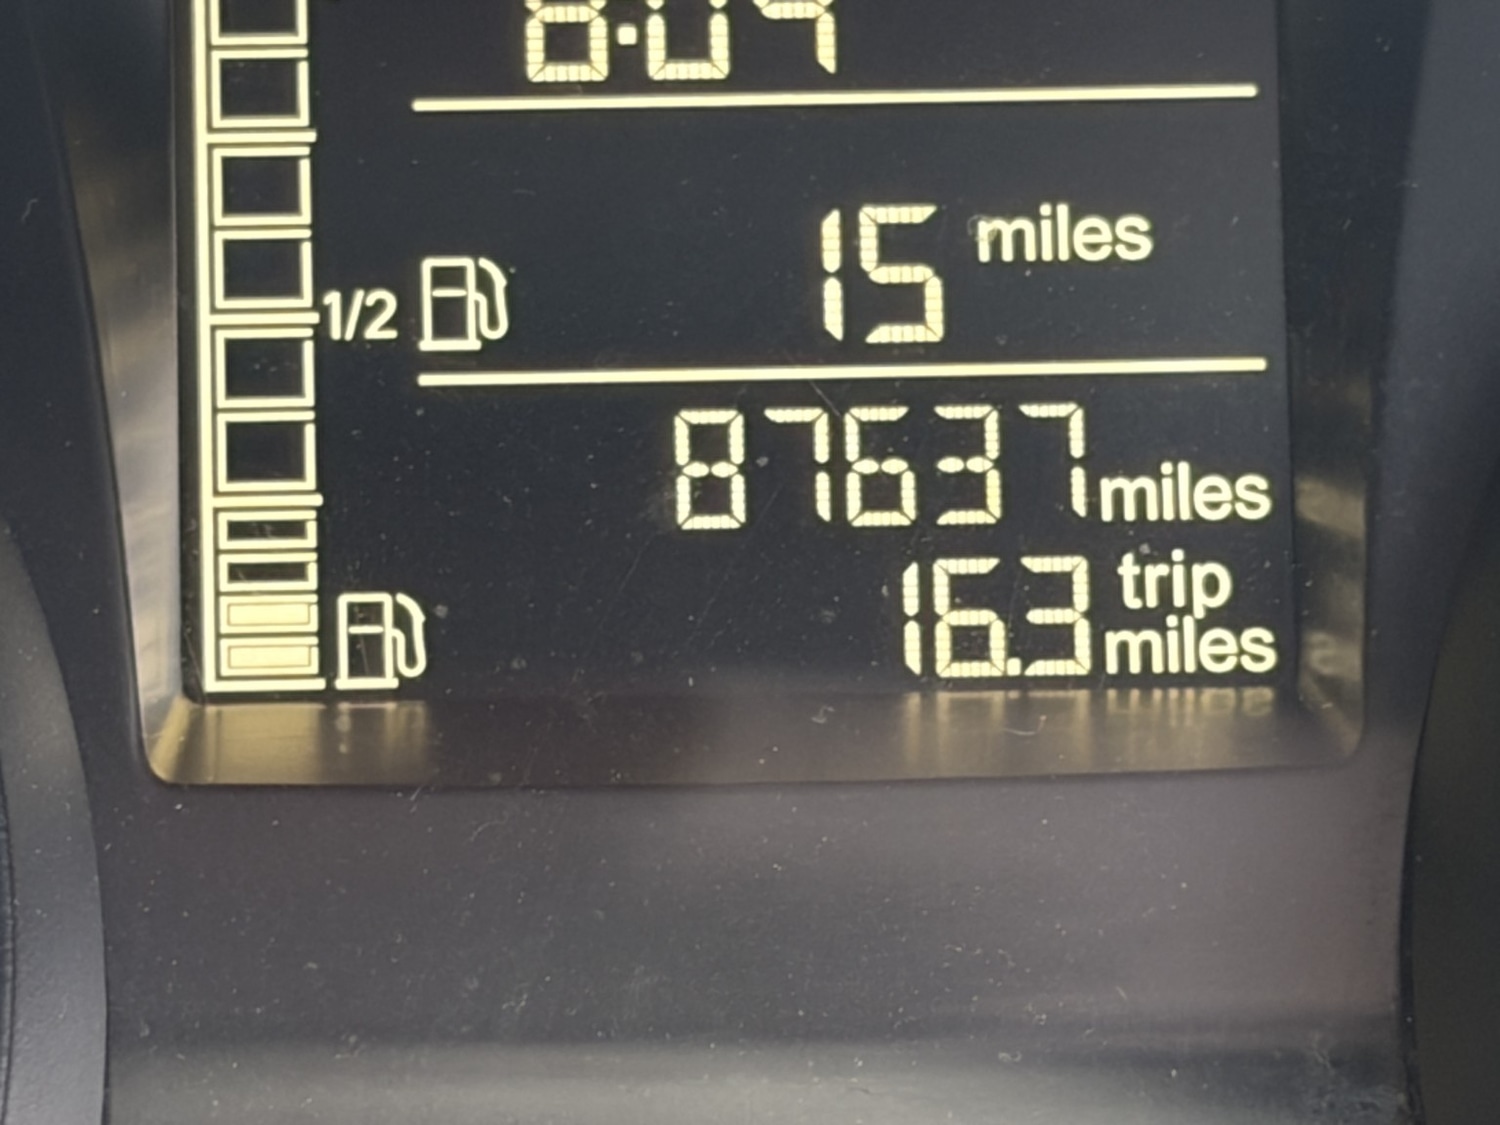 8:09
15 miles
1/2
87637 miles
16.3 trip miles